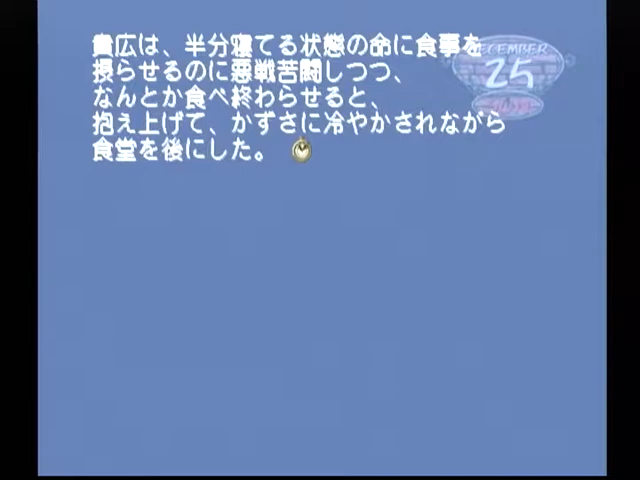 貴広は、半分寝てる状態の命に食事を
摂らせるのに悪戦苦闘しつつ、
なんとか食べ終わらせると、
抱え上げて、かずさに冷やかされながら
食堂を後にした。
DECEMBER
25